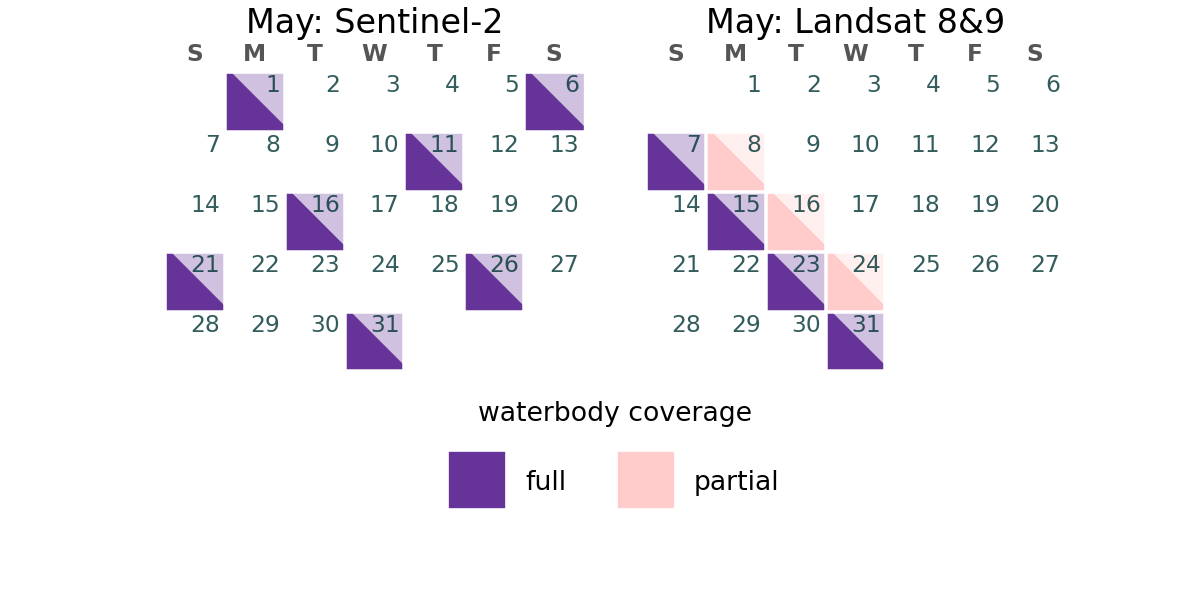 May: Sentinel-2
S M T W T F S
1 2 3 4 5 6
7 8 9 10 11 12 13
14 15 16 17 18 19 20
21 22 23 24 25 26 27
28 29 30 31
May: Landsat 8&9
S M T W T F S
1 2 3 4 5 6
7 8 9 10 11 12 13
14 15 16 17 18 19 20
21 22 23 24 25 26 27
28 29 30 31
waterbody coverage
full
partial